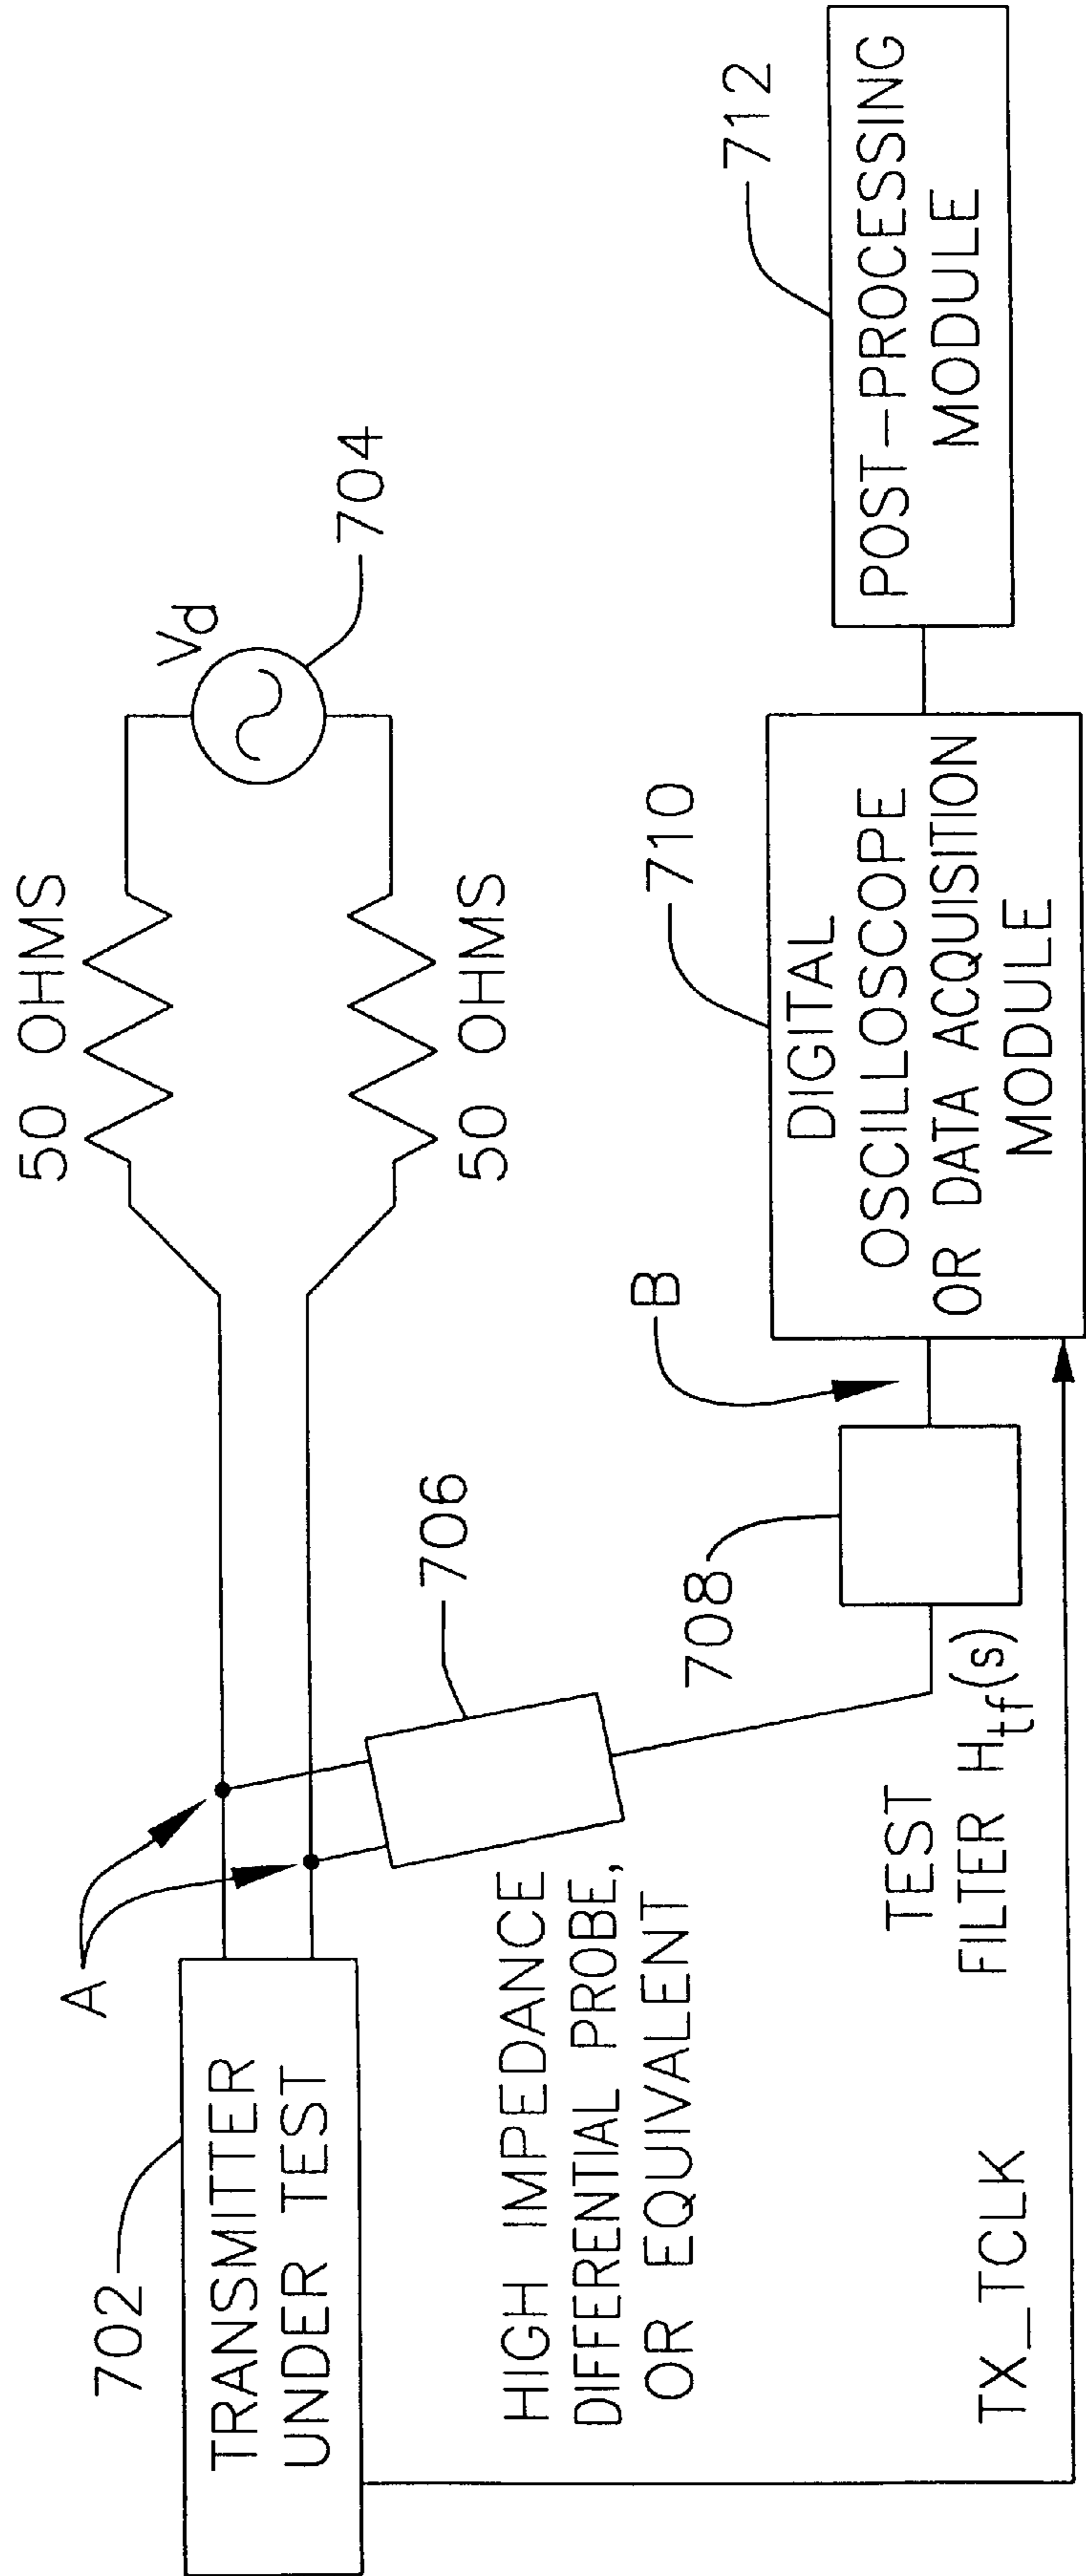 702
TRANSMITTER
UNDER TEST
A
50 OHMS
50 OHMS
Vd
704
706
HIGH IMPEDANCE
DIFFERENTIAL PROBE,
OR EQUIVALENT
708
TEST
FILTER Htf(s)
B
710
DIGITAL
OSCILLOSCOPE
OR DATA ACQUISITION
MODULE
712
POST-PROCESSING
MODULE
TX_TCLK